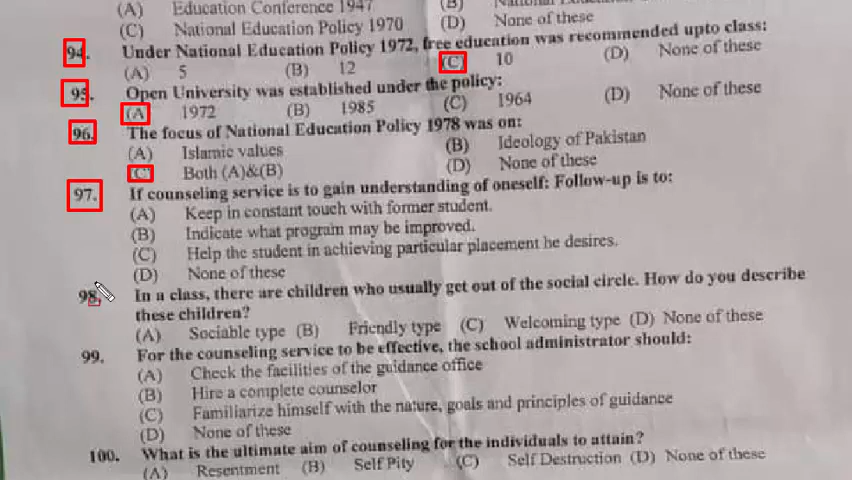 (A) Education Conference 1947 (B)
(C) National Education Policy 1970 (D) None of these
94. Under National Education Policy 1972, free education was recommended upto class:
(A) 5 (B) 12 (C) 10 (D) None of these
95. Open University was established under the policy:
(A) 1972 (B) 1985 (C) 1964 (D) None of these
96. The focus of National Education Policy 1978 was on:
(A) Islamic values (B) Ideology of Pakistan
(C) Both (A)&(B) (D) None of these
97. If counseling service is to gain understanding of oneself: Follow-up is to:
(A) Keep in constant touch with former student.
(B) Indicate what program may be improved.
(C) Help the student in achieving particular placement he desires.
(D) None of these
98. In a class, there are children who usually get out of the social circle. How do you describe
these children?
(A) Sociable type (B) Friendly type (C) Welcoming type (D) None of these
99. For the counseling service to be effective, the school administrator should:
(A) Check the facilities of the guidance office
(B) Hire a complete counselor
(C) Familiarize himself with the nature, goals and principles of guidance
(D) None of these
100. What is the ultimate aim of counseling for the individuals to attain?
(A) Resentment (B) Self Pity (C) Self Destruction (D) None of these